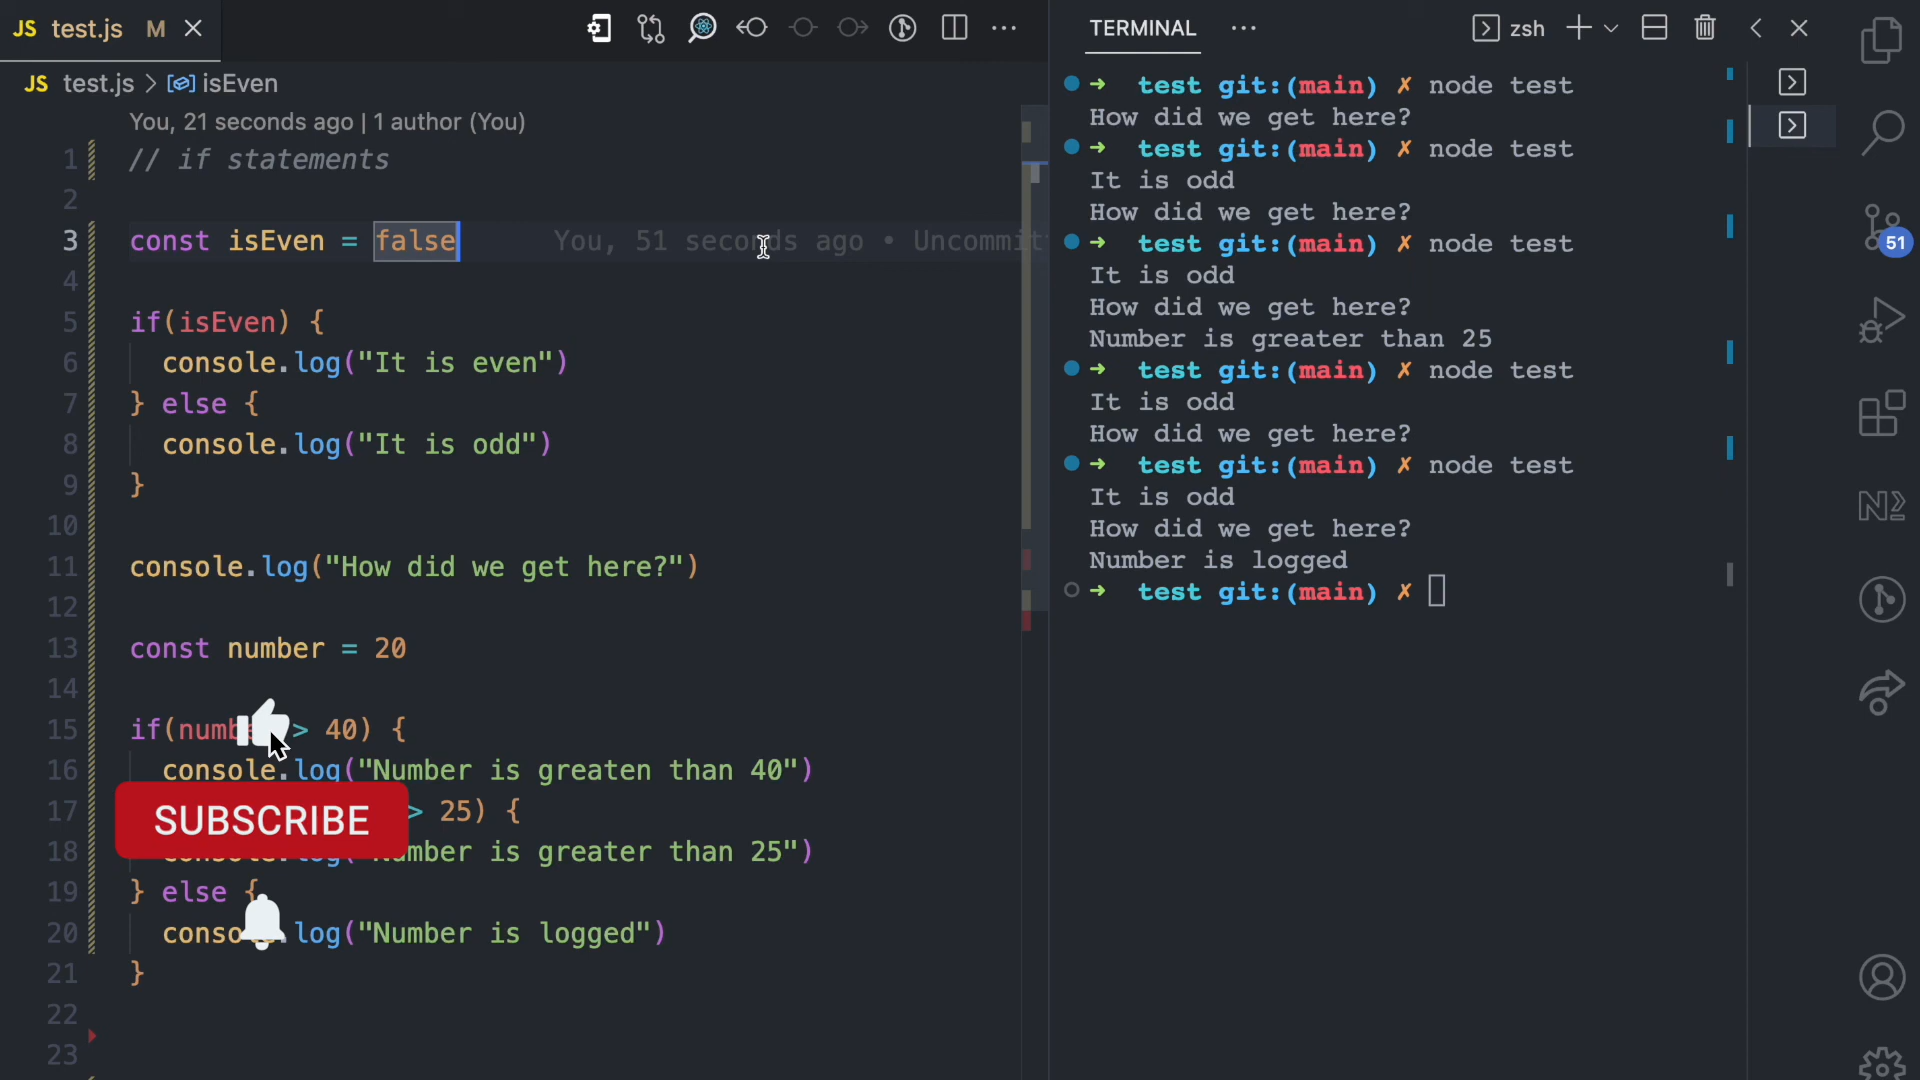 JS test.js M
JS test.js > isEven
You, 21 seconds ago | 1 author (You)
1 // if statements
2
3 const isEven = false You, 51 seconds ago • Uncommit
4
5 if(isEven) {
6 console.log("It is even")
7 } else {
8 console.log("It is odd")
9 }
10
11 console.log("How did we get here?")
12
13 const number = 20
14
15 if(numb > 40) {
16 console.log("Number is greaten than 40")
17 > 25) {
SUBSCRIBE
18 console.log("Number is greater than 25")
19 } else {
20 conso .log("Number is logged")
21 }
22
23
TERMINAL ··· zsh
➜ test git:(main) ✗ node test
How did we get here?
➜ test git:(main) ✗ node test
It is odd
How did we get here?
➜ test git:(main) ✗ node test
It is odd
How did we get here?
Number is greater than 25
➜ test git:(main) ✗ node test
It is odd
How did we get here?
➜ test git:(main) ✗ node test
It is odd
How did we get here?
Number is logged
➜ test git:(main) ✗
51